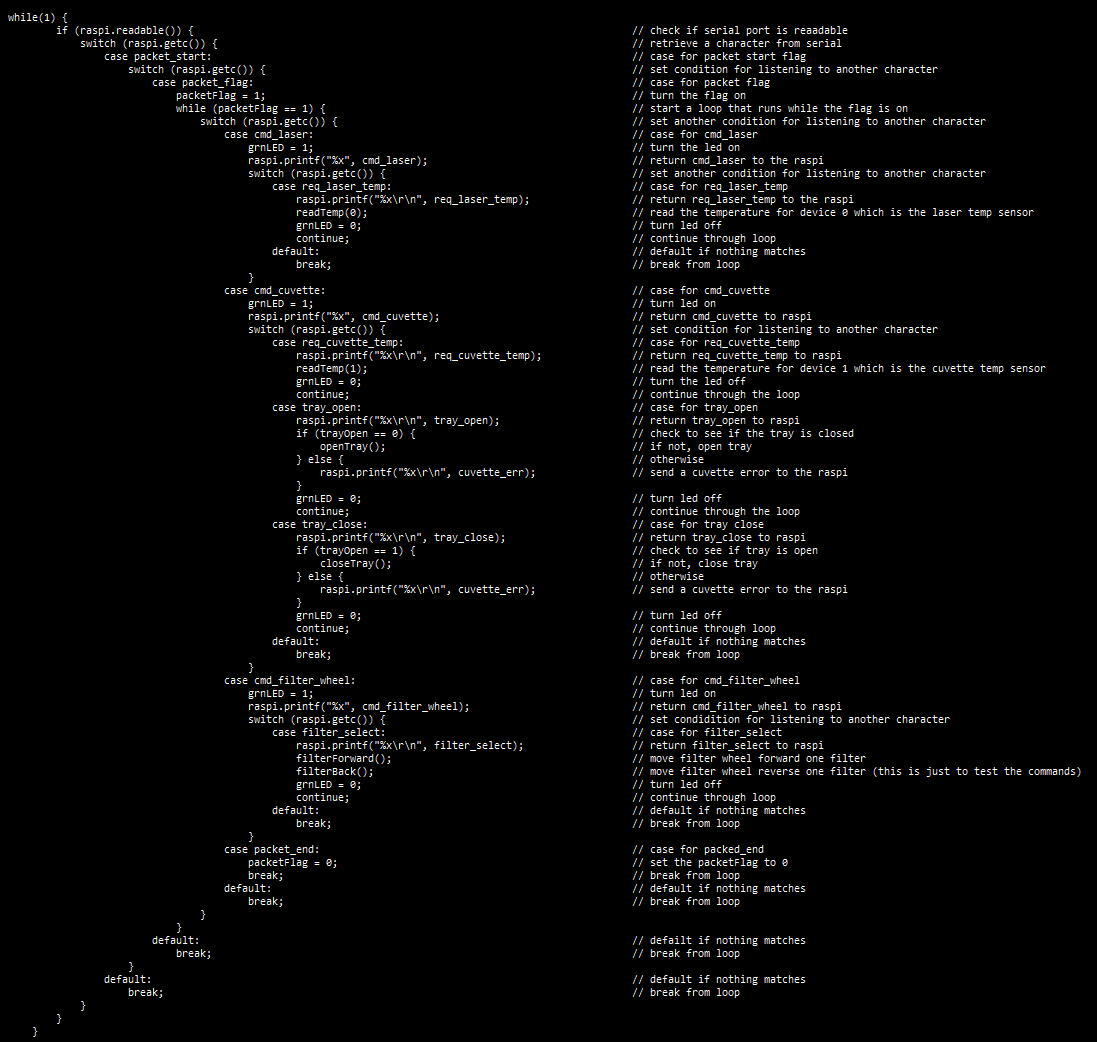 while(1) {
        if (raspi.readable()) {                                                                         // check if serial port is reaadable
            switch (raspi.getc()) {                                                                     // retrieve a character from serial
                case packet_start:                                                                      // case for packet start flag
                    switch (raspi.getc()) {                                                             // set condition for listening to another character
                        case packet_flag:                                                               // case for packet flag
                            packetFlag = 1;                                                             // turn the flag on
                            while (packetFlag == 1) {                                                   // start a loop that runs while the flag is on
                                switch (raspi.getc()) {                                                 // set another condition for listening to another character
                                    case cmd_laser:                                                     // case for cmd_laser
                                        grnLED = 1;                                                     // turn the led on
                                        raspi.printf("%x", cmd_laser);                                  // return cmd_laser to the raspi
                                        switch (raspi.getc()) {                                         // set another condition for listening to another character
                                            case req_laser_temp:                                        // case for req_laser_temp
                                                raspi.printf("%x\r\n", req_laser_temp);                 // return req_laser_temp to the raspi
                                                readTemp(0);                                            // read the temperature for device 0 which is the laser temp sensor
                                                grnLED = 0;                                             // turn led off
                                                continue;                                               // continue through loop
                                            default:                                                    // default if nothing matches
                                                break;                                                  // break from loop
                                        }
                                    case cmd_cuvette:                                                   // case for cmd_cuvette
                                        grnLED = 1;                                                     // turn led on
                                        raspi.printf("%x", cmd_cuvette);                                // return cmd_cuvette to raspi
                                        switch (raspi.getc()) {                                         // set condition for listening to another character
                                            case req_cuvette_temp:                                      // case for req_cuvette_temp
                                                raspi.printf("%x\r\n", req_cuvette_temp);               // return req_cuvette_temp to raspi
                                                readTemp(1);                                            // read the temperature for device 1 which is the cuvette temp sensor
                                                grnLED = 0;                                             // turn the led off
                                                continue;                                               // continue through the loop
                                            case tray_open:                                             // case for tray_open
                                                raspi.printf("%x\r\n", tray_open);                      // return tray_open to raspi
                                                if (trayOpen == 0) {                                    // check to see if the tray is closed
                                                    openTray();                                         // if not, open tray
                                                } else {                                                // otherwise
                                                    raspi.printf("%x\r\n", cuvette_err);                // send a cuvette error to the raspi
                                                }
                                                grnLED = 0;                                             // turn led off
                                                continue;                                               // continue through the loop
                                            case tray_close:                                            // case for tray close
                                                raspi.printf("%x\r\n", tray_close);                     // return tray_close to raspi
                                                if (trayOpen == 1) {                                    // check to see if tray is open
                                                    closeTray();                                        // if not, close tray
                                                } else {                                                // otherwise
                                                    raspi.printf("%x\r\n", cuvette_err);                // send a cuvette error to the raspi
                                                }
                                                grnLED = 0;                                             // turn led off
                                                continue;                                               // continue through loop
                                            default:                                                    // default if nothing matches
                                                break;                                                  // break from loop
                                        }
                                    case cmd_filter_wheel:                                              // case for cmd_filter_wheel
                                        grnLED = 1;                                                     // turn led on
                                        raspi.printf("%x", cmd_filter_wheel);                           // return cmd_filter_wheel to raspi
                                        switch (raspi.getc()) {                                         // set condidition for listening to another character
                                            case filter_select:                                         // case for filter_select
                                                raspi.printf("%x\r\n", filter_select);                  // return filter_select to raspi
                                                filterForward();                                        // move filter wheel forward one filter
                                                filterBack();                                           // move filter wheel reverse one filter (this is just to test the commands)
                                                grnLED = 0;                                             // turn led off
                                                continue;                                               // continue through loop
                                            default:                                                    // default if nothing matches
                                                break;                                                  // break from loop
                                        }
                                    case packet_end:                                                    // case for packed_end
                                        packetFlag = 0;                                                 // set the packetFlag to 0
                                        break;                                                          // break from loop
                                    default:                                                            // default if nothing matches
                                        break;                                                          // break from loop
                                }
                            }
                        default:                                                                        // defailt if nothing matches
                            break;                                                                      // break from loop
                    }
                default:                                                                                // default if nothing matches
                    break;                                                                              // break from loop
            }
        }
    }